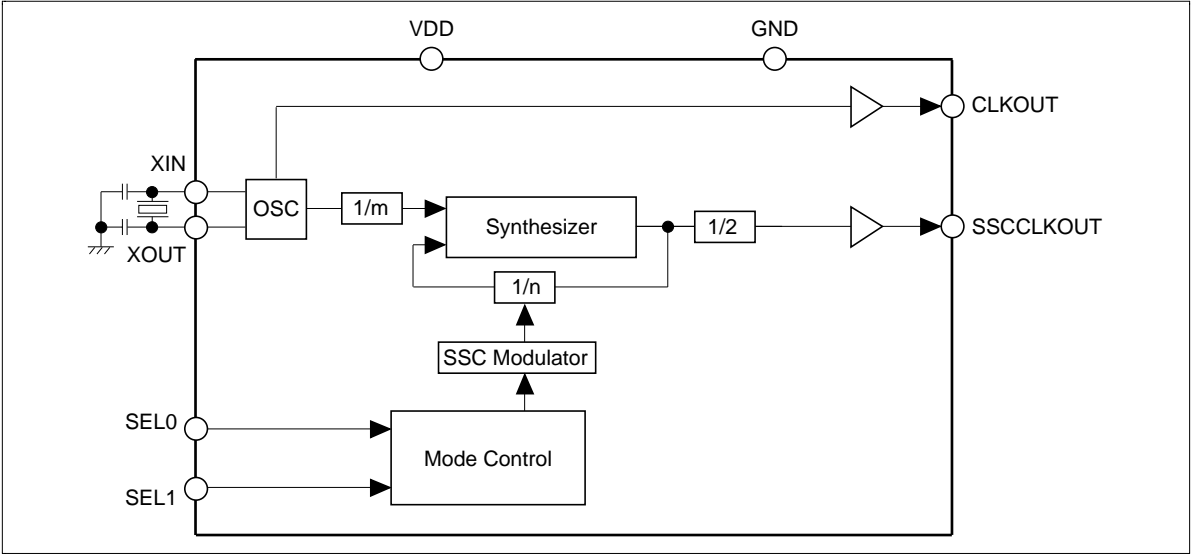 VDD
GND
CLKOUT
XIN
OSC
1/m
Synthesizer
1/2
SSCCLKOUT
XOUT
1/n
SSC Modulator
SEL0
Mode Control
SEL1